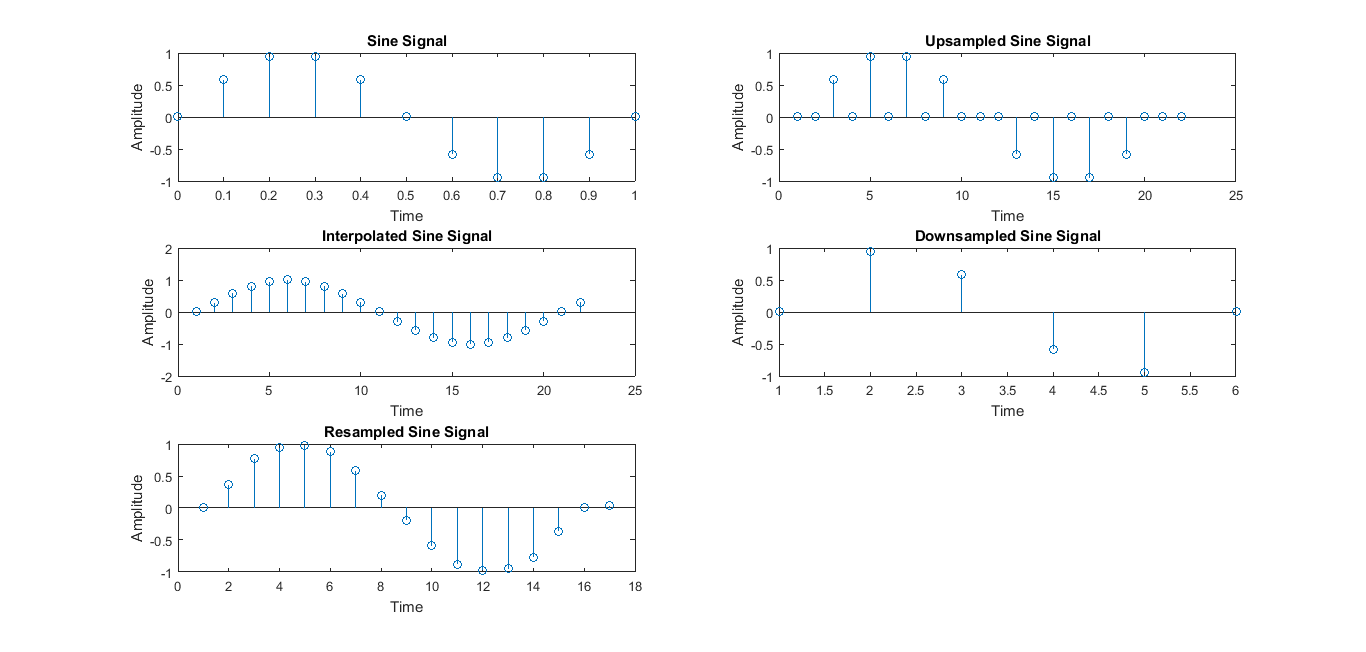 Sine Signal
1
0.5
0
-0.5
-1
Amplitude
0 0.1 0.2 0.3 0.4 0.5 0.6 0.7 0.8 0.9 1
Time
Upsampled Sine Signal
1
0.5
0
-0.5
-1
Amplitude
0 5 10 15 20 25
Time
Interpolated Sine Signal
2
1
0
-1
-2
Amplitude
0 5 10 15 20 25
Time
Downsampled Sine Signal
1
0.5
0
-0.5
-1
Amplitude
1 1.5 2 2.5 3 3.5 4 4.5 5 5.5 6
Time
Resampled Sine Signal
1
0.5
0
-0.5
-1
Amplitude
0 2 4 6 8 10 12 14 16 18
Time